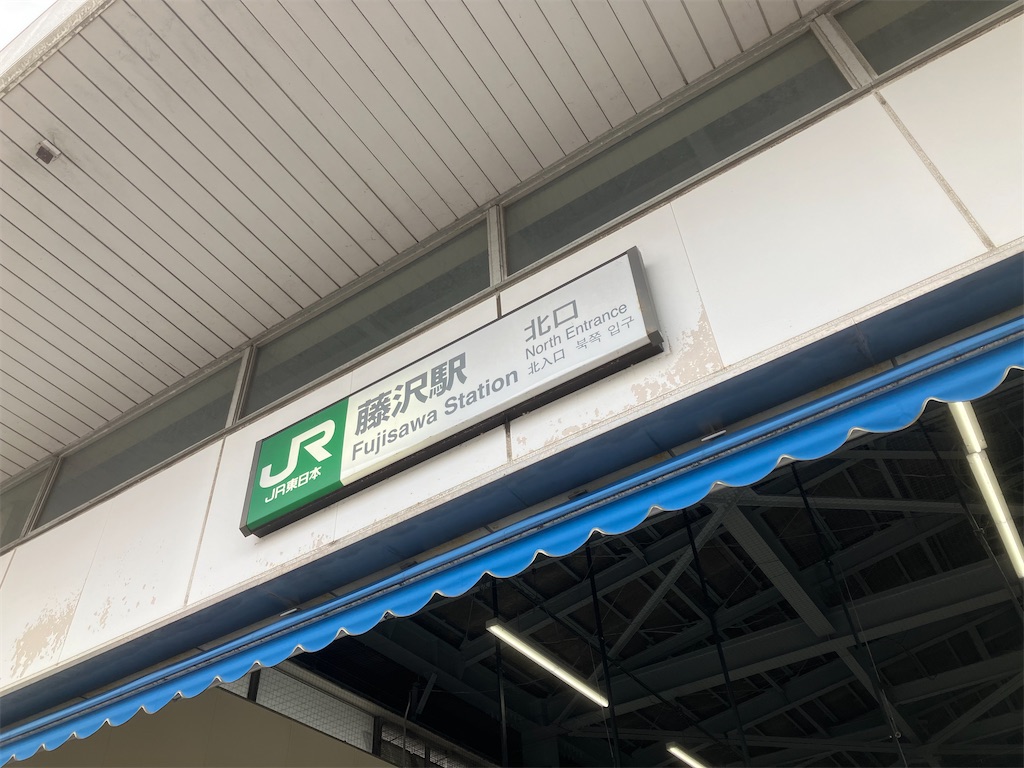 JR
JR東日本
藤沢駅
Fujisawa Station
北口
North Entrance
北入口 북쪽 입구